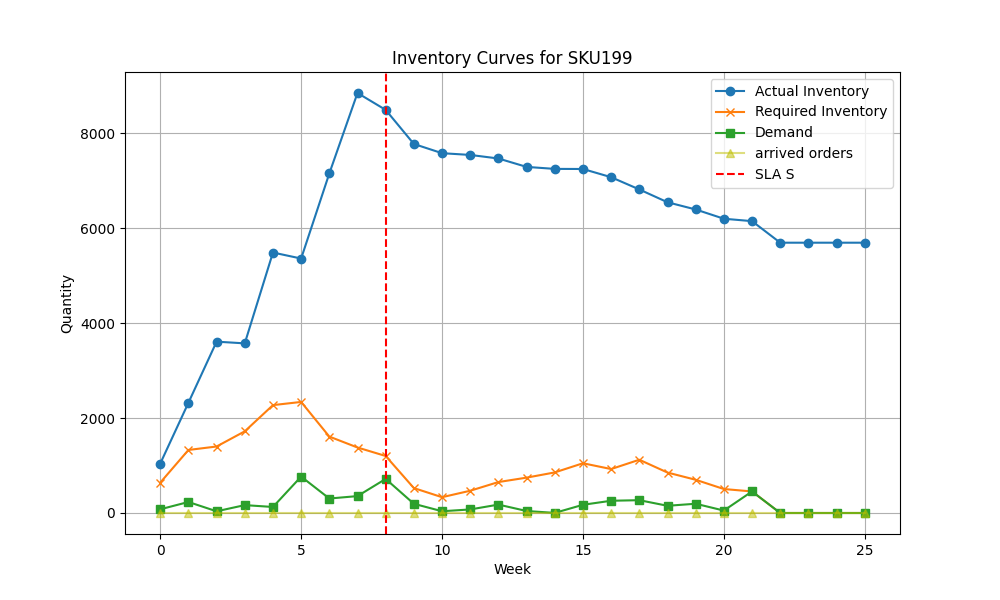 Inventory Curves for SKU199
Actual Inventory
Required Inventory
Demand
arrived orders
SLA S
Quantity
8000
6000
4000
2000
0
0 5 10 15 20 25
Week